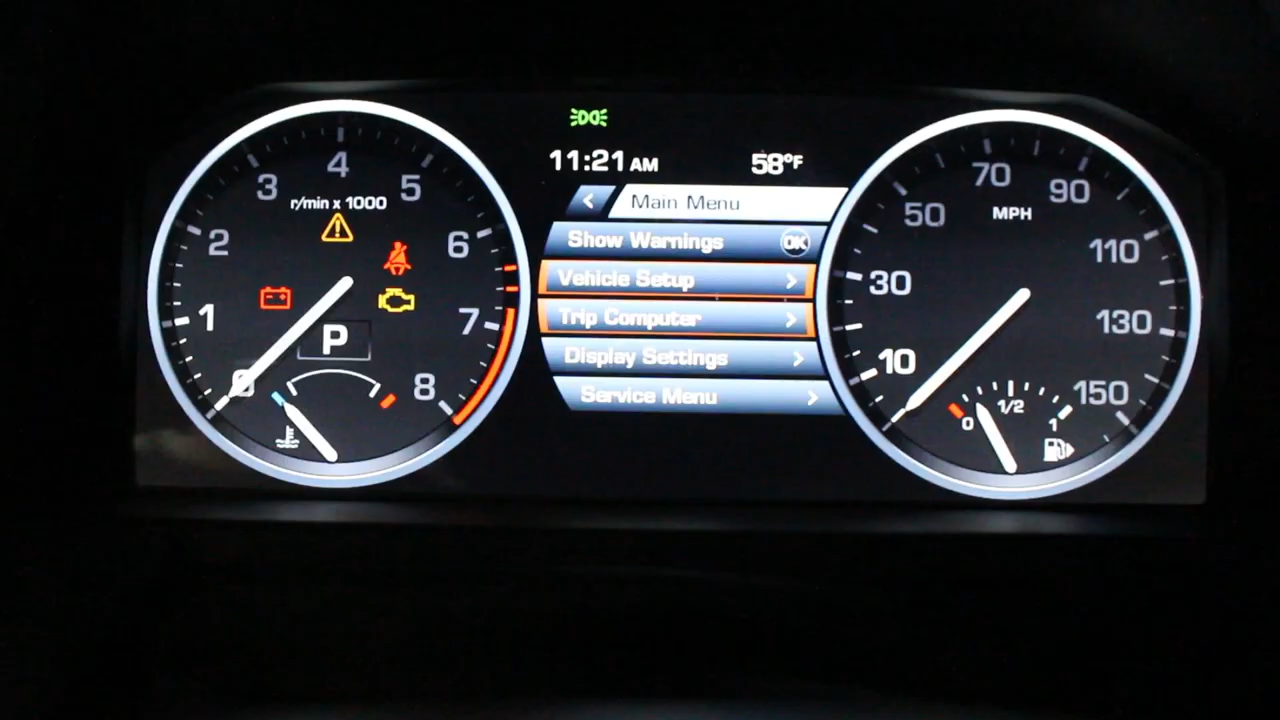 11:21 AM 58°F
Main Menu
Show Warnings OK
Vehicle Setup
Trip Computer
Display Settings
Service Menu
0 1 2 3 4 5 6 7 8
r/min x 1000
P
10 30 50 70 90 110 130 150
MPH
0 1/2 1